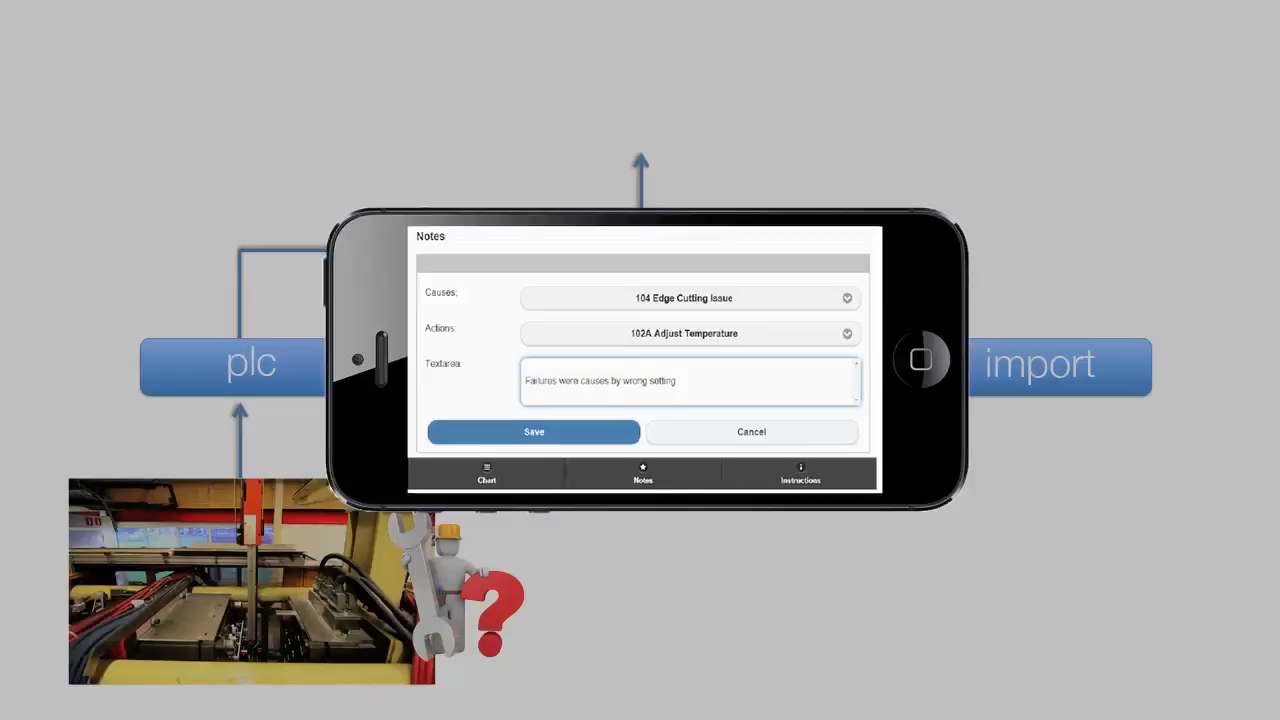 Notes
Causes:
104 Edge Cutting Issue
Actions:
102A Adjust Temperature
Textarea:
Failures were causes by wrong setting
Save
Cancel
Chart
Notes
Instructions
plc
import